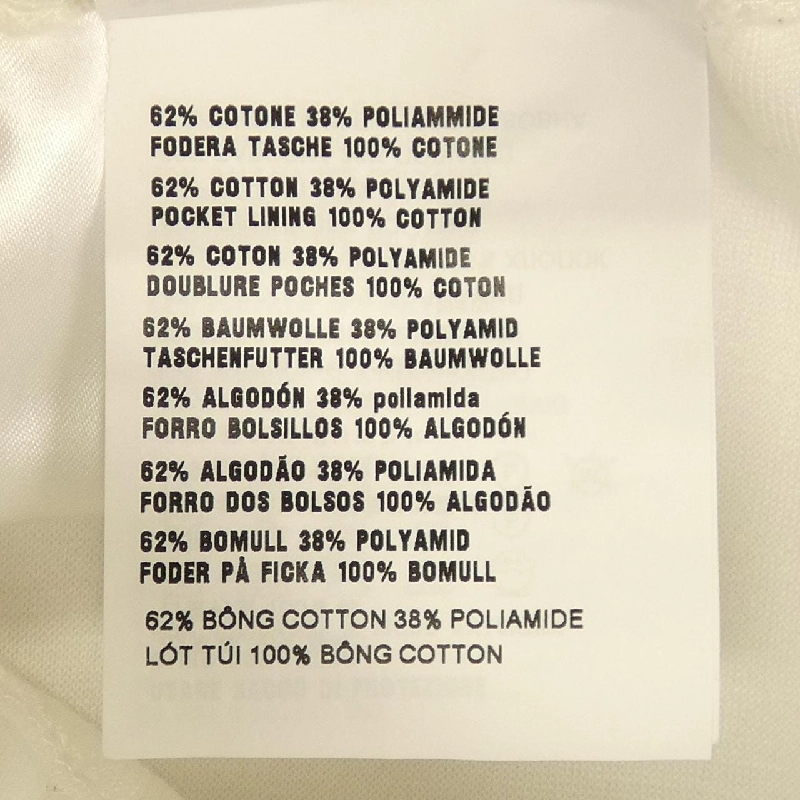 62% COTONE 38% POLIAMMIDE
FODERA TASCHE 100% COTONE
62% COTTON 38% POLYAMIDE
POCKET LINING 100% COTTON
62% COTON 38% POLYAMIDE
DOUBLURE POCHES 100% COTON
62% BAUMWOLLE 38% POLYAMID
TASCHENFUTTER 100% BAUMWOLLE
62% ALGODÓN 38% poliamida
FORRO BOLSILLOS 100% ALGODÓN
62% ALGODÃO 38% POLIAMIDA
FORRO DOS BOLSOS 100% ALGODÃO
62% BOMULL 38% POLYAMID
FODER PÅ FICKA 100% BOMULL
62% BÔNG COTTON 38% POLIAMIDE
LÓT TÚI 100% BÔNG COTTON